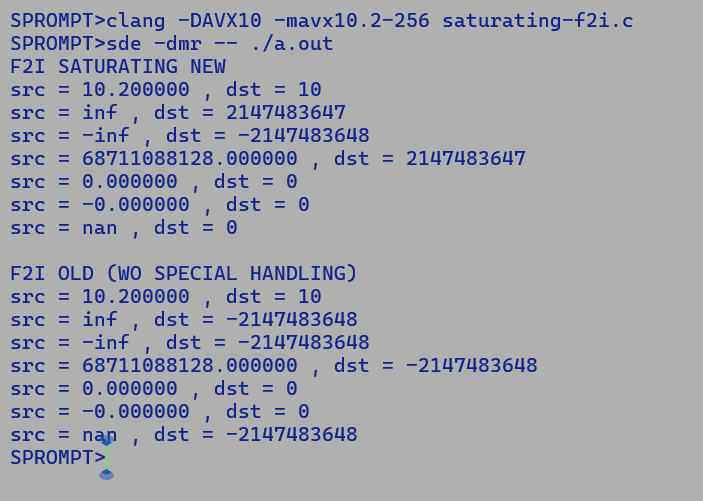 SPROMPT>clang -DAVX10 -mavx10.2-256 saturating-f2i.c
SPROMPT>sde -dmr -- ./a.out
F2I SATURATING NEW
src = 10.200000 , dst = 10
src = inf , dst = 2147483647
src = -inf , dst = -2147483648
src = 68711088128.000000 , dst = 2147483647
src = 0.000000 , dst = 0
src = -0.000000 , dst = 0
src = nan , dst = 0

F2I OLD (WO SPECIAL HANDLING)
src = 10.200000 , dst = 10
src = inf , dst = -2147483648
src = -inf , dst = -2147483648
src = 68711088128.000000 , dst = -2147483648
src = 0.000000 , dst = 0
src = -0.000000 , dst = 0
src = nan , dst = -2147483648
SPROMPT>